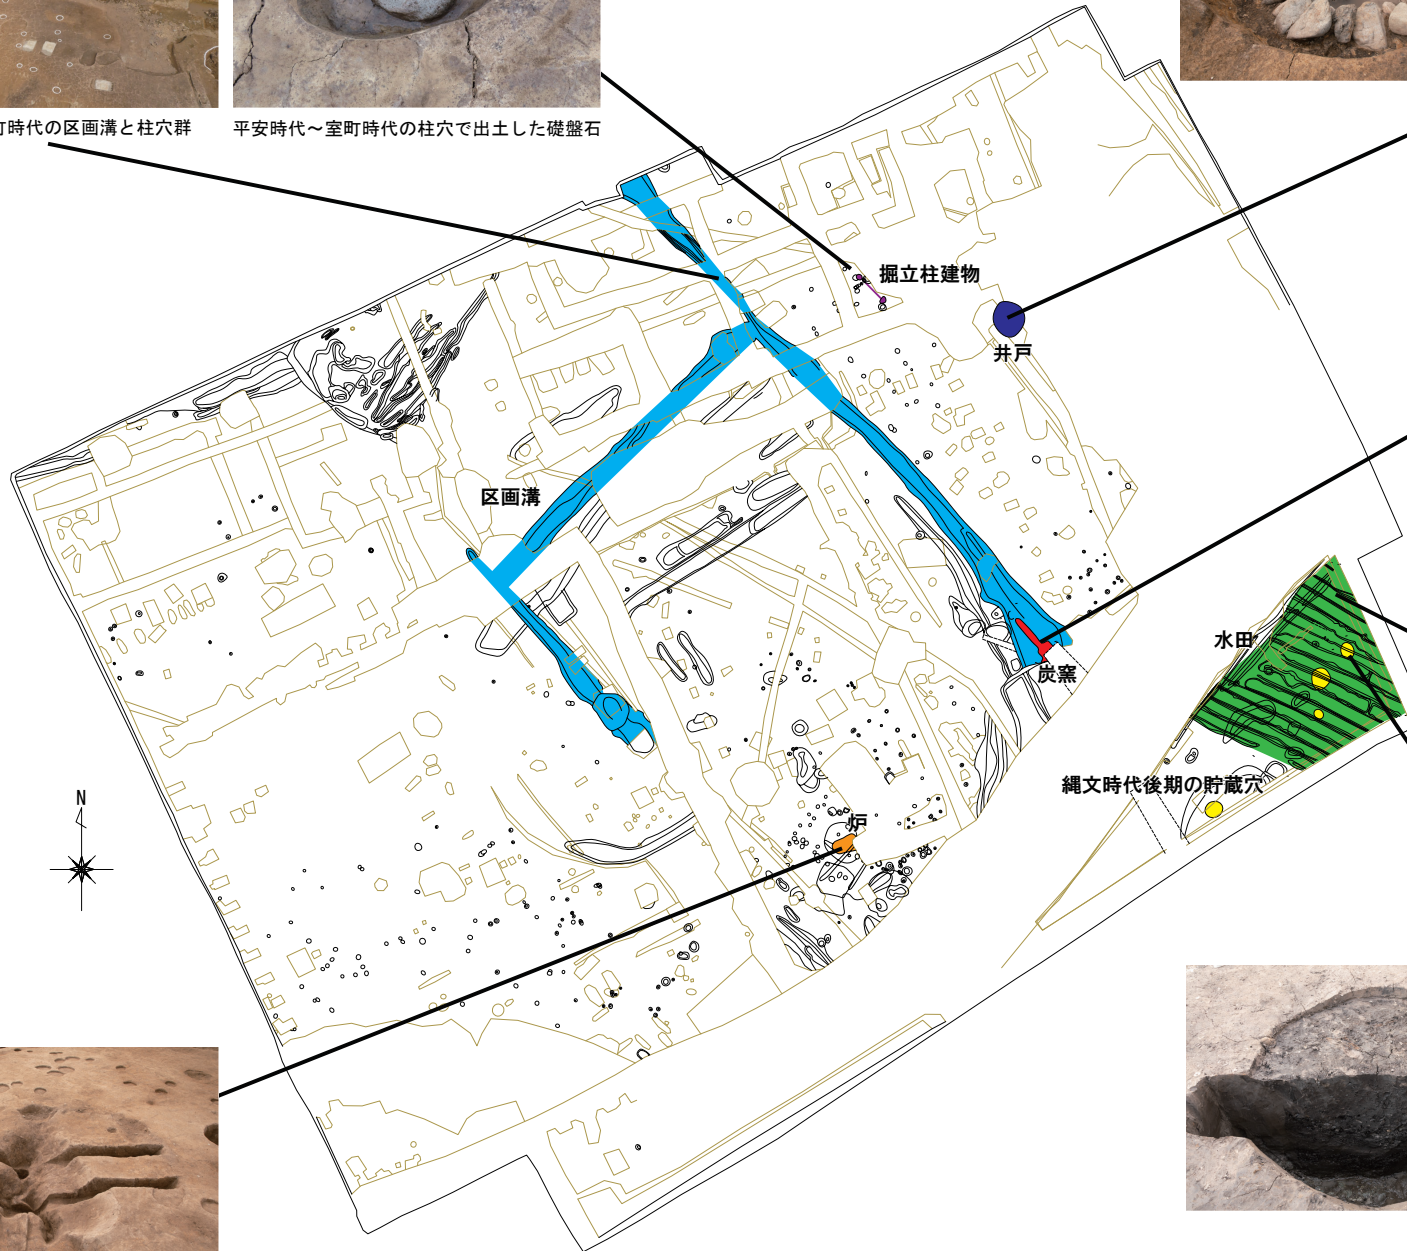 町時代の区画溝と柱穴群
平安時代～室町時代の柱穴で出土した礎盤石
掘立柱建物
井戸
区画溝
水田
炭窯
縄文時代後期の貯蔵穴
N
炉